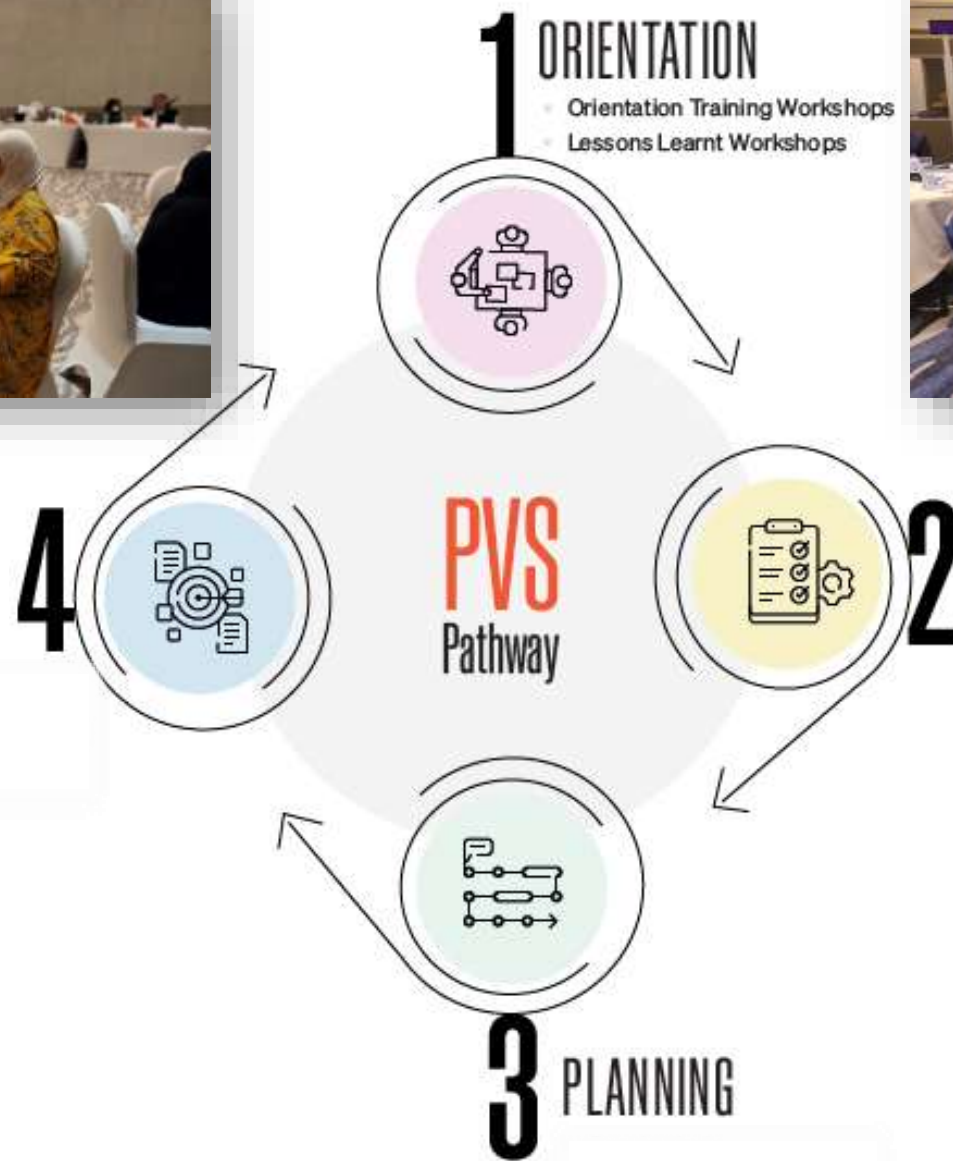 1 ORIENTATION
Orientation Training Workshops
Lessons Learnt Workshops
4
PVS
Pathway
2
3 PLANNING